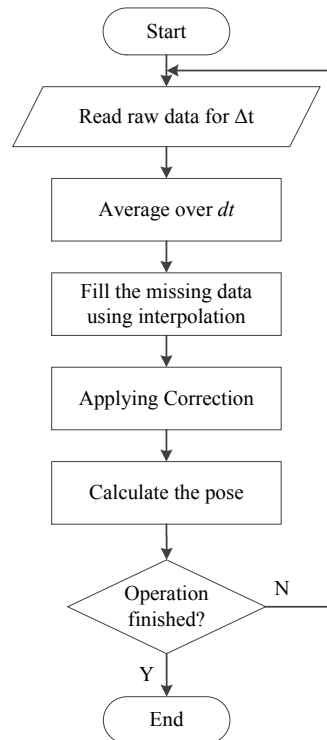 Start
Read raw data for Δt
Average over dt
Fill the missing data
using interpolation
Applying Correction
Calculate the pose
Operation
finished?
N
Y
End